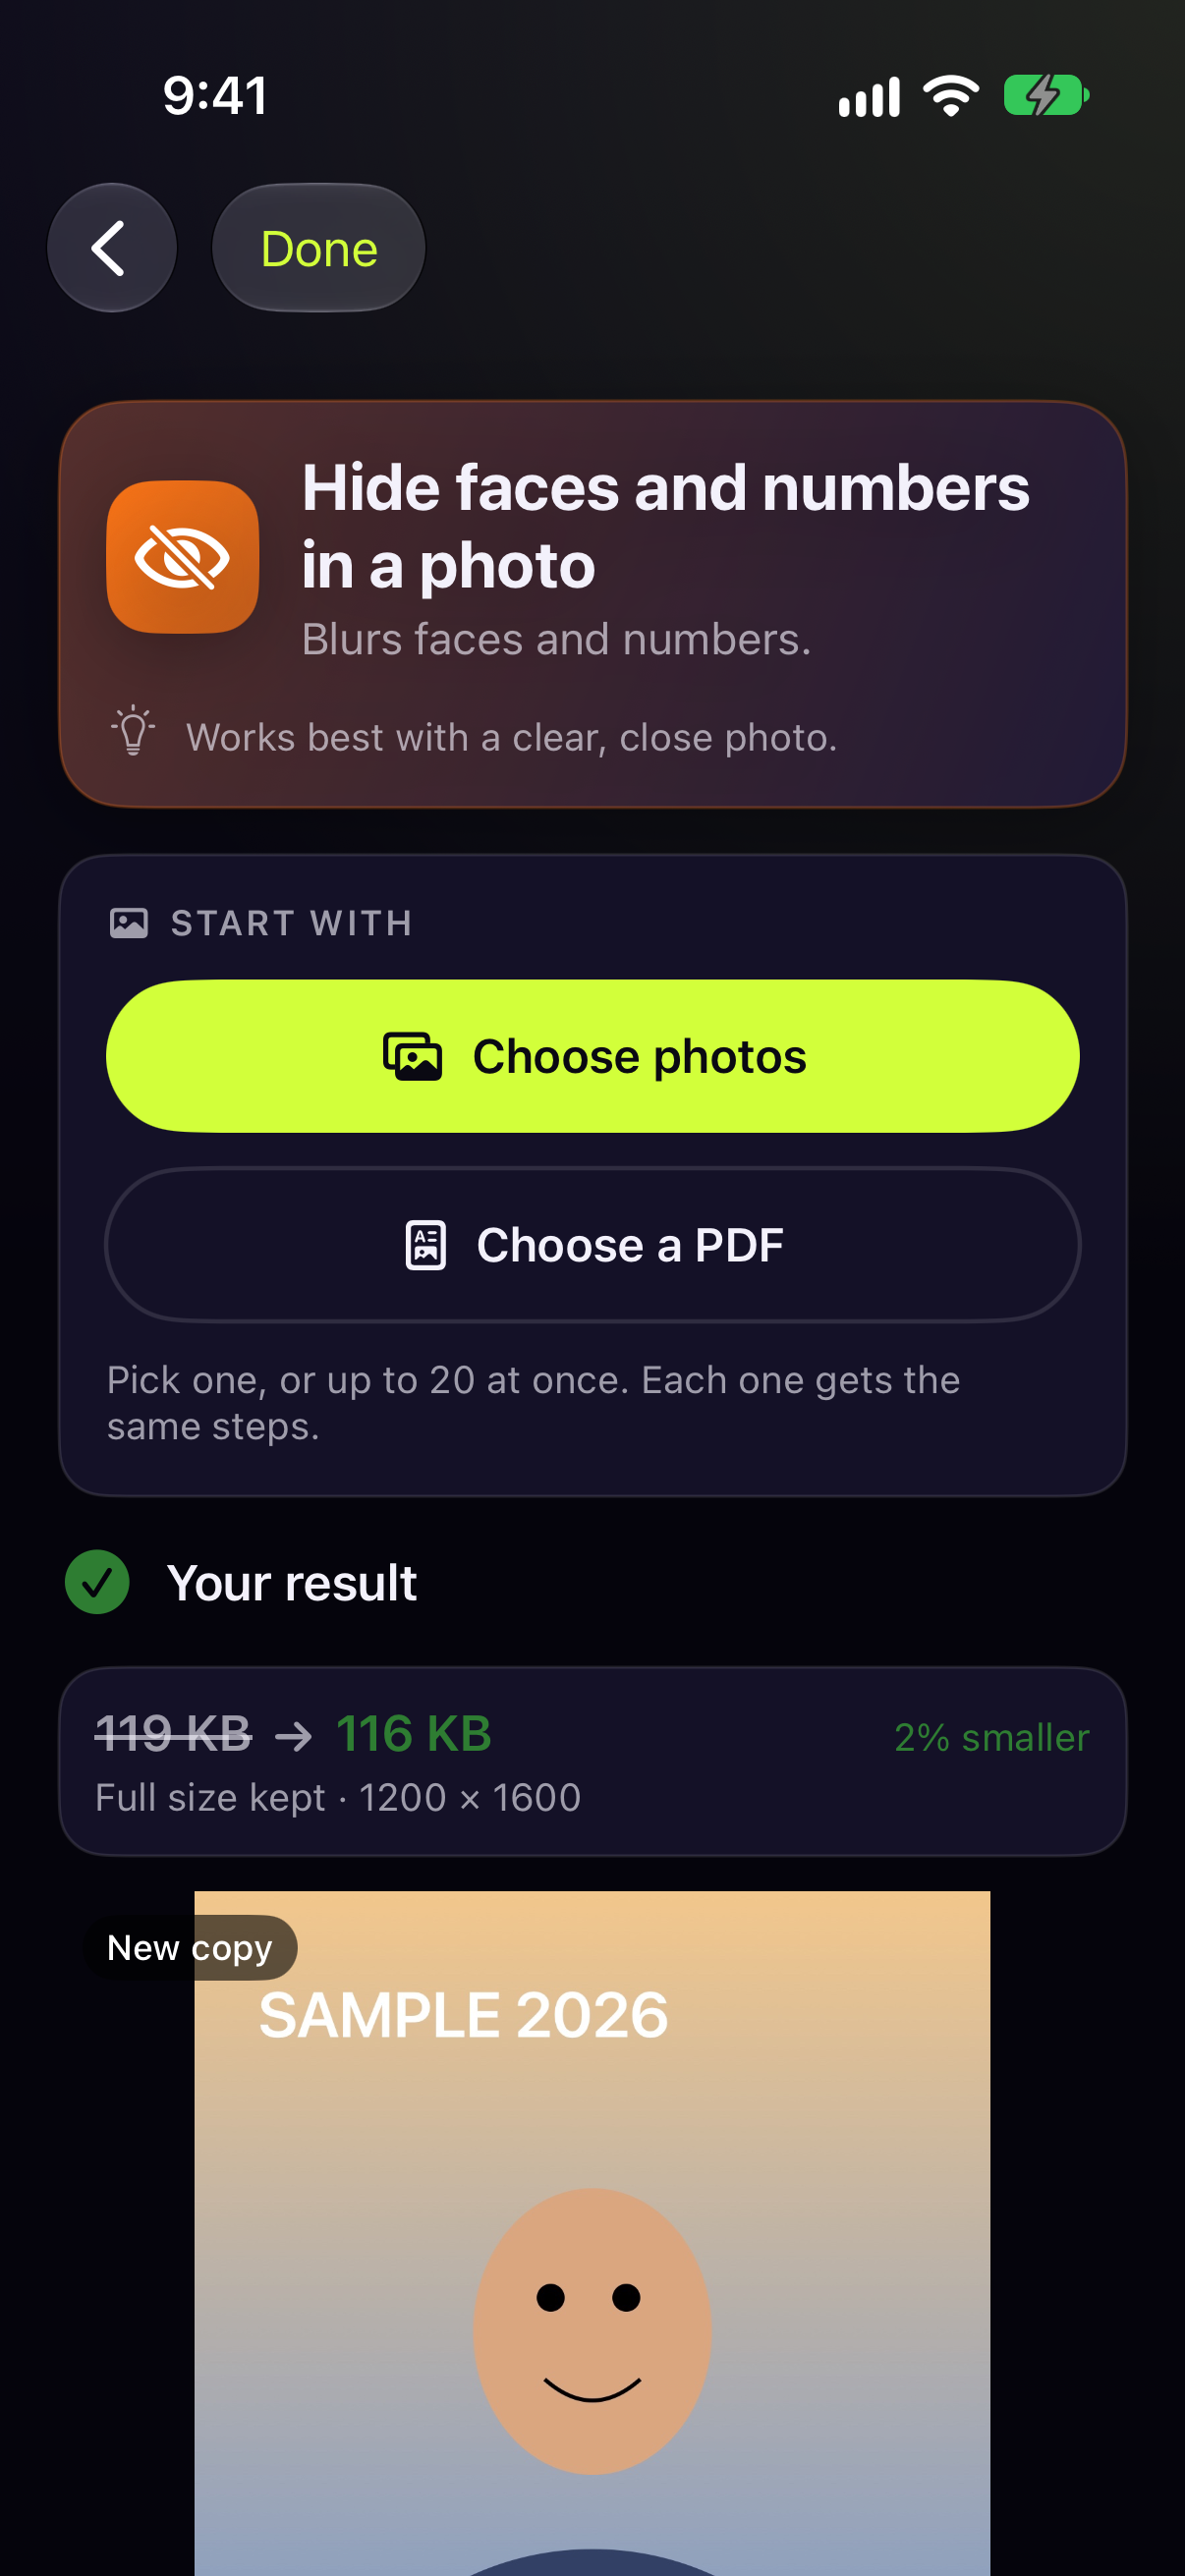 9:41
Done
Hide faces and numbers
in a photo
Blurs faces and numbers.
Works best with a clear, close photo.
START WITH
Choose photos
Choose a PDF
Pick one, or up to 20 at once. Each one gets the
same steps.
Your result
119 KB → 116 KB
2% smaller
Full size kept · 1200 × 1600
New copy
SAMPLE 2026